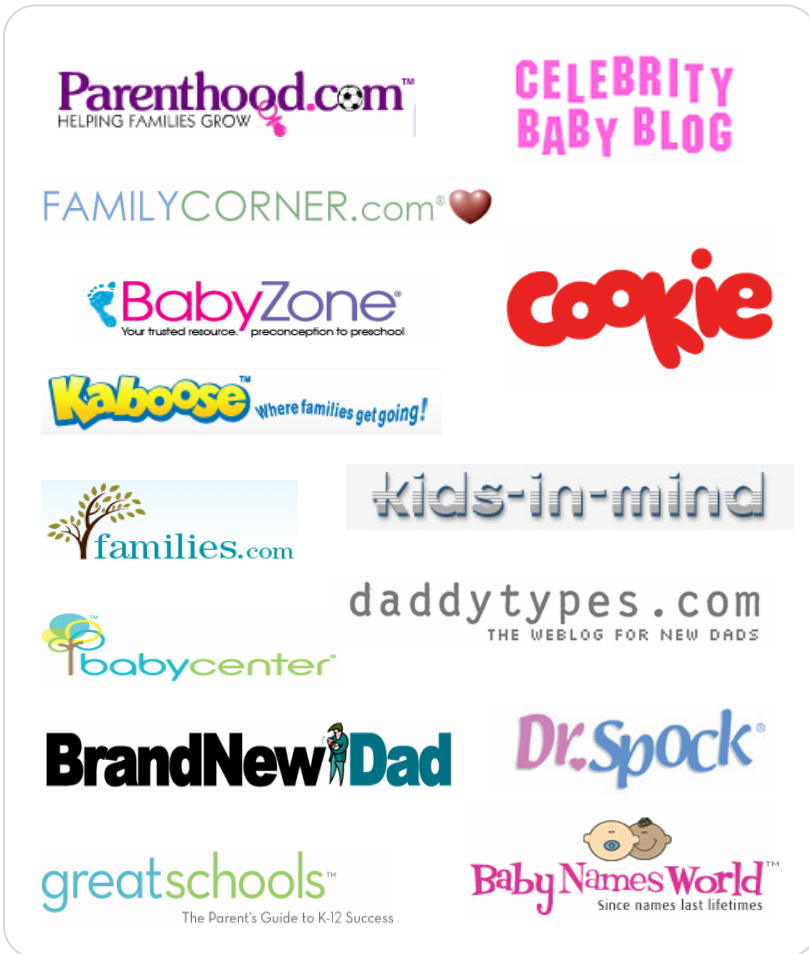 Parenthood.com™
HELPING FAMILIES GROW
CELEBRITY
BABY BLOG
FAMILYCORNER.com®
BabyZone®
Your trusted resource. preconception to preschool
cookie
Kaboose™ Where families get going!
families.com
kids-in-mind
daddytypes.com
THE WEBLOG FOR NEW DADS
babycenter™
BrandNewDad
Dr. Spock®
greatschools™
The Parent's Guide to K-12 Success
Baby Names World™
Since names last lifetimes